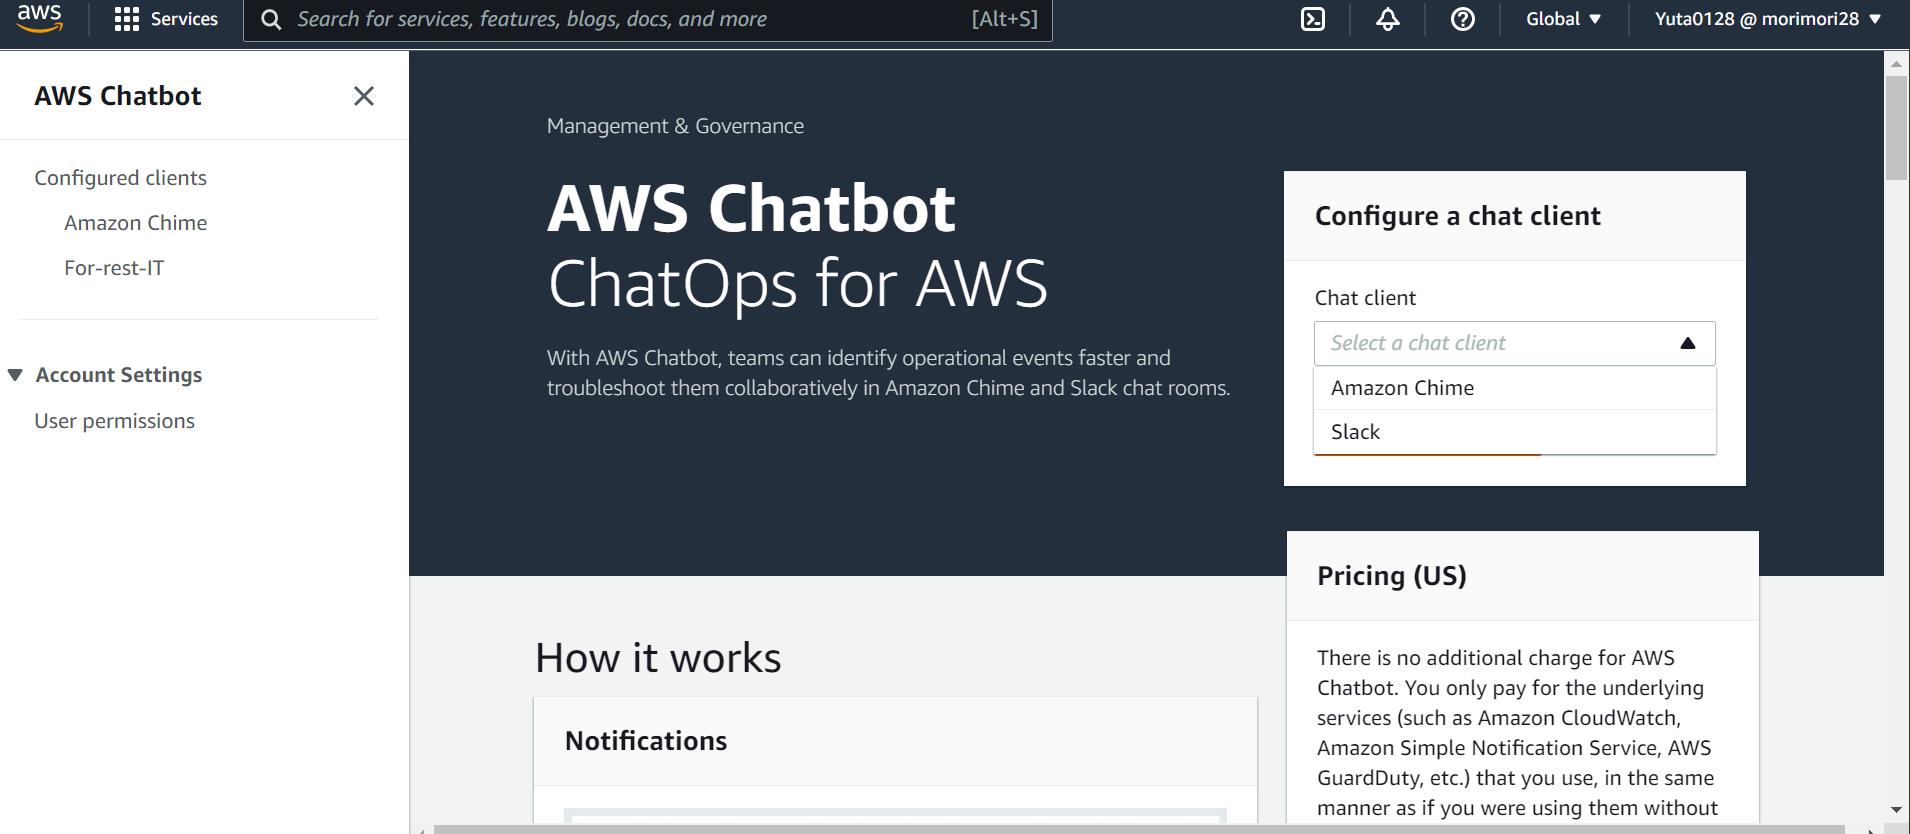 aws
Services
Search for services, features, blogs, docs, and more
[Alt+S]
Global
Yuta0128 @ morimori28
AWS Chatbot
Configured clients
Amazon Chime
For-rest-IT
Account Settings
User permissions
Management & Governance
AWS Chatbot
ChatOps for AWS
With AWS Chatbot, teams can identify operational events faster and
troubleshoot them collaboratively in Amazon Chime and Slack chat rooms.
Configure a chat client
Chat client
Select a chat client
Amazon Chime
Slack
Pricing (US)
There is no additional charge for AWS
Chatbot. You only pay for the underlying
services (such as Amazon CloudWatch,
Amazon Simple Notification Service, AWS
GuardDuty, etc.) that you use, in the same
manner as if you were using them without
How it works
Notifications